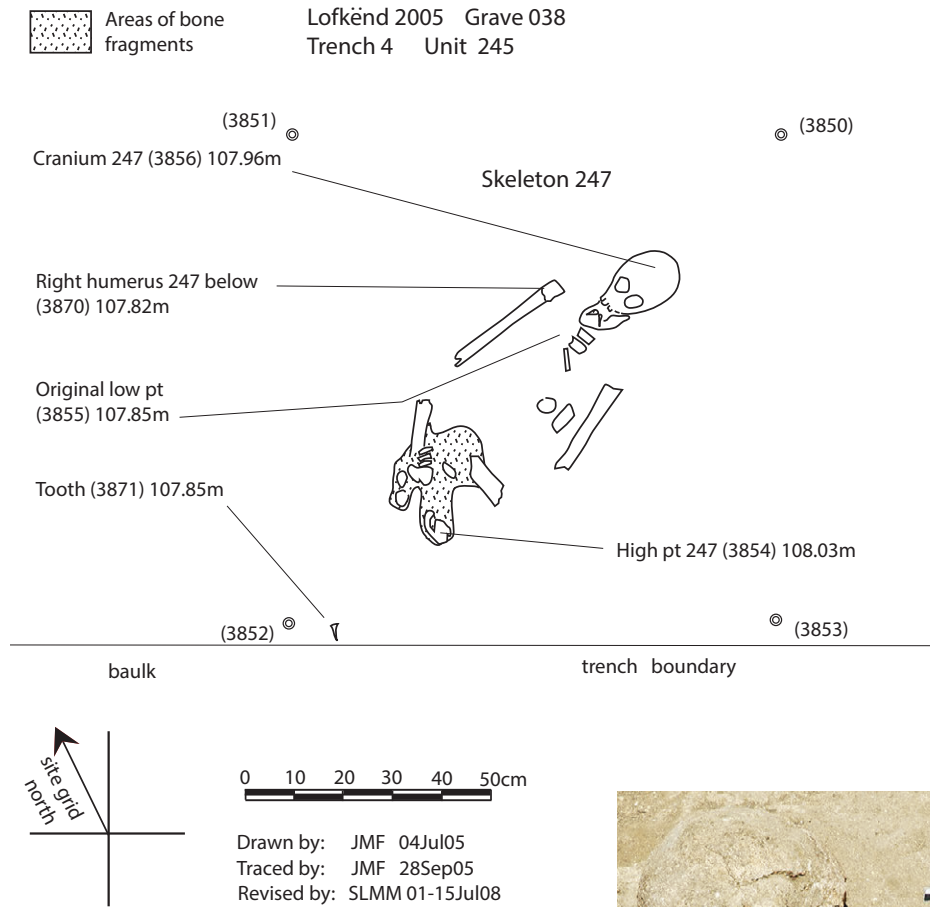 Areas of bone
fragments
Lofkënd 2005 Grave 038
Trench 4 Unit 245
(3851)
(3850)
Cranium 247 (3856) 107.96m
Skeleton 247
Right humerus 247 below
(3870) 107.82m
Original low pt
(3855) 107.85m
Tooth (3871) 107.85m
High pt 247 (3854) 108.03m
(3852)
(3853)
baulk
trench boundary
site grid
north
0 10 20 30 40 50cm
Drawn by: JMF 04Jul05
Traced by: JMF 28Sep05
Revised by: SLMM 01-15Jul08